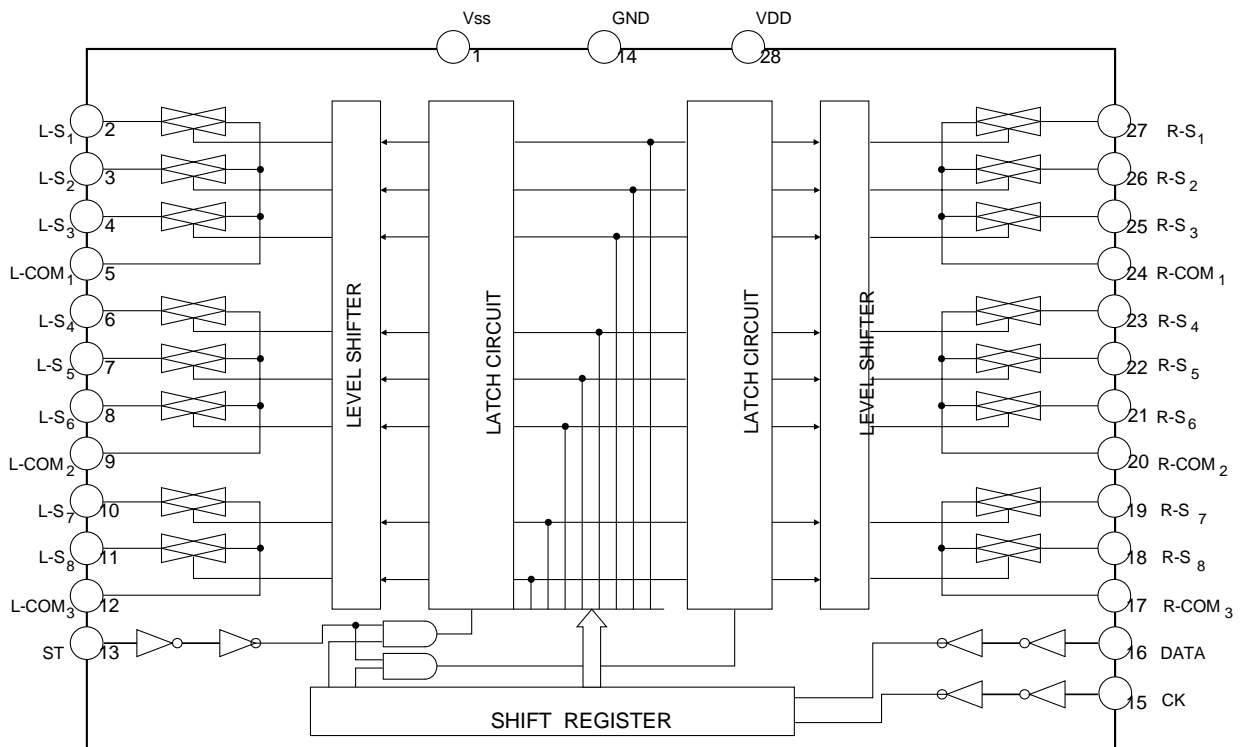 Vss GND VDD
1 14 28
L-S1 2
L-S2 3
L-S3 4
L-COM1 5
L-S4 6
L-S5 7
L-S6 8
L-COM2 9
L-S7 10
L-S8 11
L-COM3 12
ST 13
LEVEL SHIFTER
LATCH CIRCUIT
LATCH CIRCUIT
LEVEL SHIFTER
27 R-S1
26 R-S2
25 R-S3
24 R-COM1
23 R-S4
22 R-S5
21 R-S6
20 R-COM2
19 R-S7
18 R-S8
17 R-COM3
16 DATA
15 CK
SHIFT REGISTER